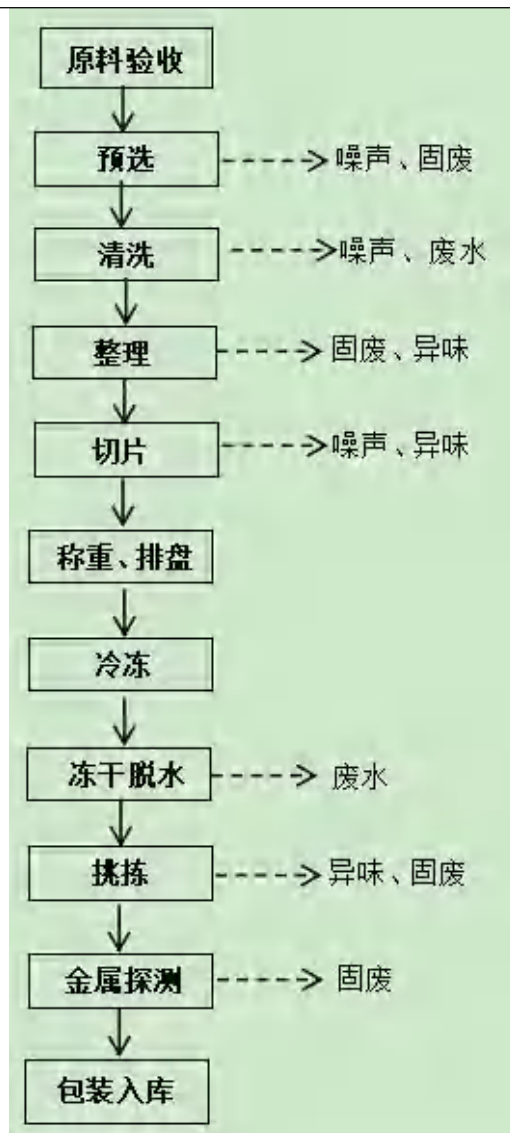 原料验收
预选 噪声、固废
清洗 噪声、废水
整理 固废、异味
切片 噪声、异味
称重、排盘
冷冻
冻干脱水 废水
挑拣 异味、固废
金属探测 固废
包装入库